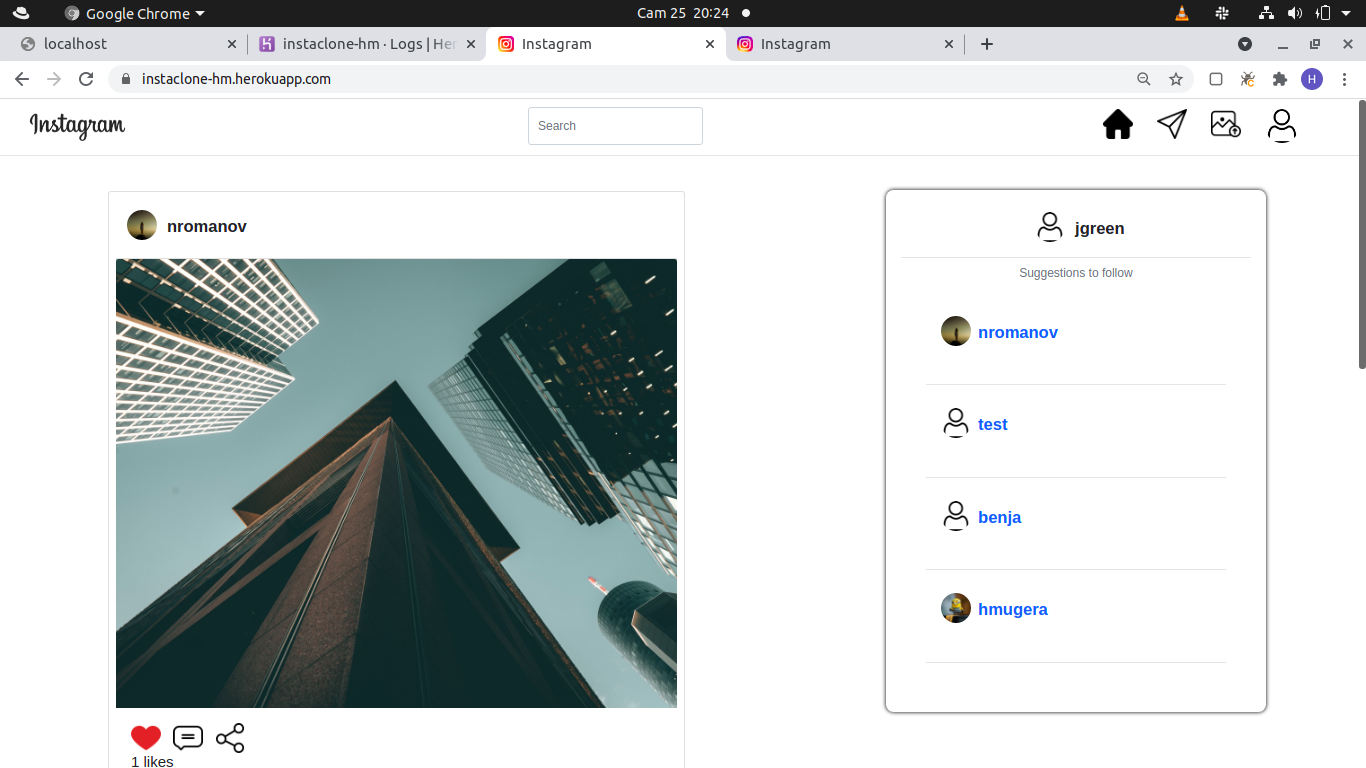 Google Chrome
Cam 25 20:24
localhost
instaclone-hm · Logs | Her
Instagram
Instagram
instaclone-hm.herokuapp.com
H
Instagram
Search
nromanov
jgreen
Suggestions to follow
nromanov
test
benja
hmugera
1 likes